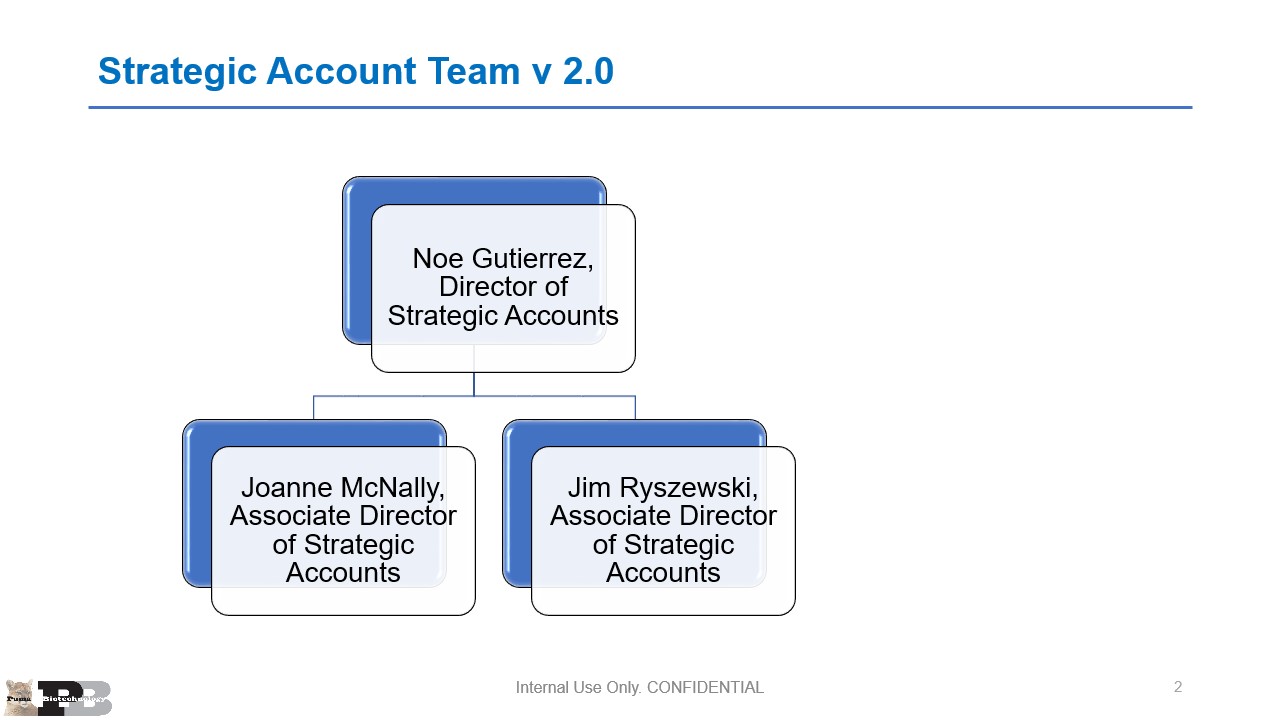 Strategic Account Team v 2.0
Noe Gutierrez,
Director of
Strategic Accounts
Joanne McNally,
Associate Director
of Strategic
Accounts
Jim Ryszewski,
Associate Director
of Strategic
Accounts
Puma Biotechnology
PB
Internal Use Only. CONFIDENTIAL
2